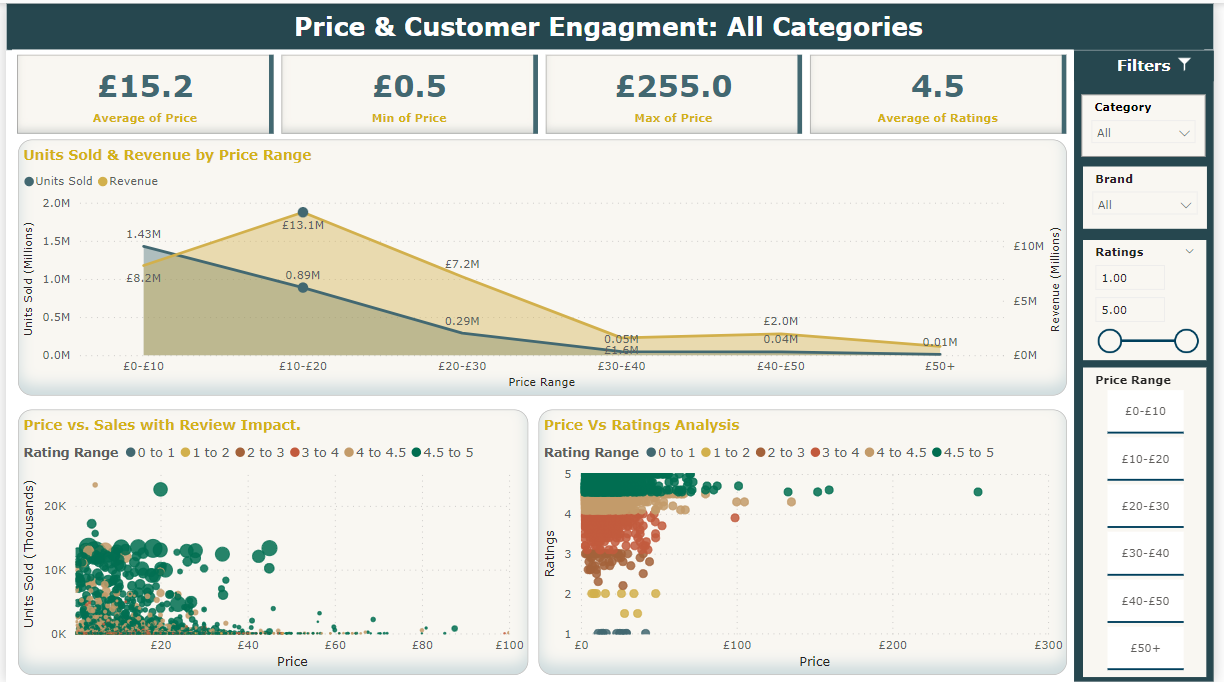 Price & Customer Engagment: All Categories
£15.2
Average of Price
£0.5
Min of Price
£255.0
Max of Price
4.5
Average of Ratings
Filters
Category
All
Brand
All
Ratings
1.00
5.00
Price Range
£0-£10
£10-£20
£20-£30
£30-£40
£40-£50
£50+
Units Sold & Revenue by Price Range
Units Sold Revenue
Units Sold (Millions)
2.0M
1.5M
1.0M
0.5M
0.0M
1.43M
£8.2M
£13.1M
0.89M
£7.2M
0.29M
0.05M
£1.6M
£2.0M
0.04M
0.01M
£10M
£5M
£0M
Revenue (Millions)
£0-£10 £10-£20 £20-£30 £30-£40 £40-£50 £50+
Price Range
Price vs. Sales with Review Impact.
Rating Range 0 to 1 1 to 2 2 to 3 3 to 4 4 to 4.5 4.5 to 5
Units Sold (Thousands)
20K
10K
0K
£20 £40 £60 £80 £100
Price
Price Vs Ratings Analysis
Rating Range 0 to 1 1 to 2 2 to 3 3 to 4 4 to 4.5 4.5 to 5
Ratings
5
4
3
2
1
£0 £100 £200 £300
Price